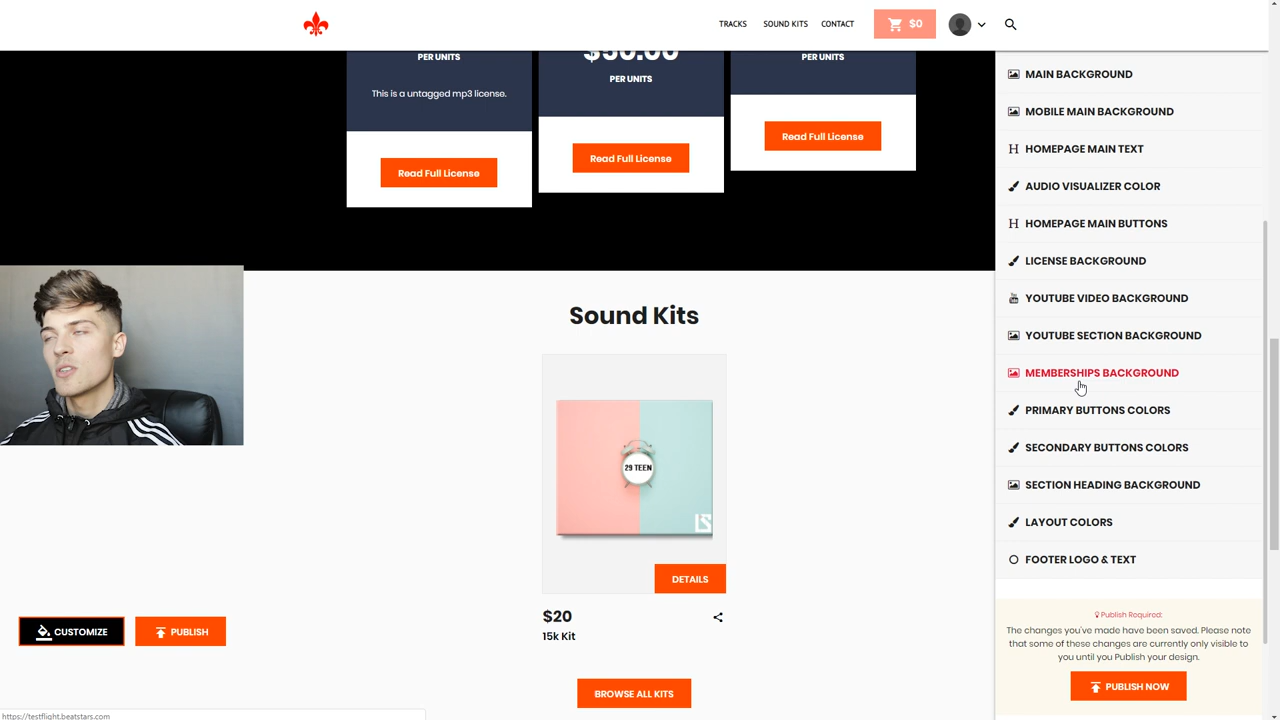 TRACKS
SOUND KITS
CONTACT
$0
PER UNITS
This is a untagged mp3 license.
Read Full License
$50.00
PER UNITS
Read Full License
PER UNITS
Read Full License
Sound Kits
29 TEEN
DETAILS
$20
15k Kit
BROWSE ALL KITS
CUSTOMIZE
PUBLISH
MAIN BACKGROUND
MOBILE MAIN BACKGROUND
H HOMEPAGE MAIN TEXT
AUDIO VISUALIZER COLOR
H HOMEPAGE MAIN BUTTONS
LICENSE BACKGROUND
YOUTUBE VIDEO BACKGROUND
YOUTUBE SECTION BACKGROUND
MEMBERSHIPS BACKGROUND
PRIMARY BUTTONS COLORS
SECONDARY BUTTONS COLORS
SECTION HEADING BACKGROUND
LAYOUT COLORS
FOOTER LOGO & TEXT
Publish Required:
The changes you've made have been saved. Please note
that some of these changes are currently only visible to
you until you Publish your design.
PUBLISH NOW
https://testflight.beatstars.com